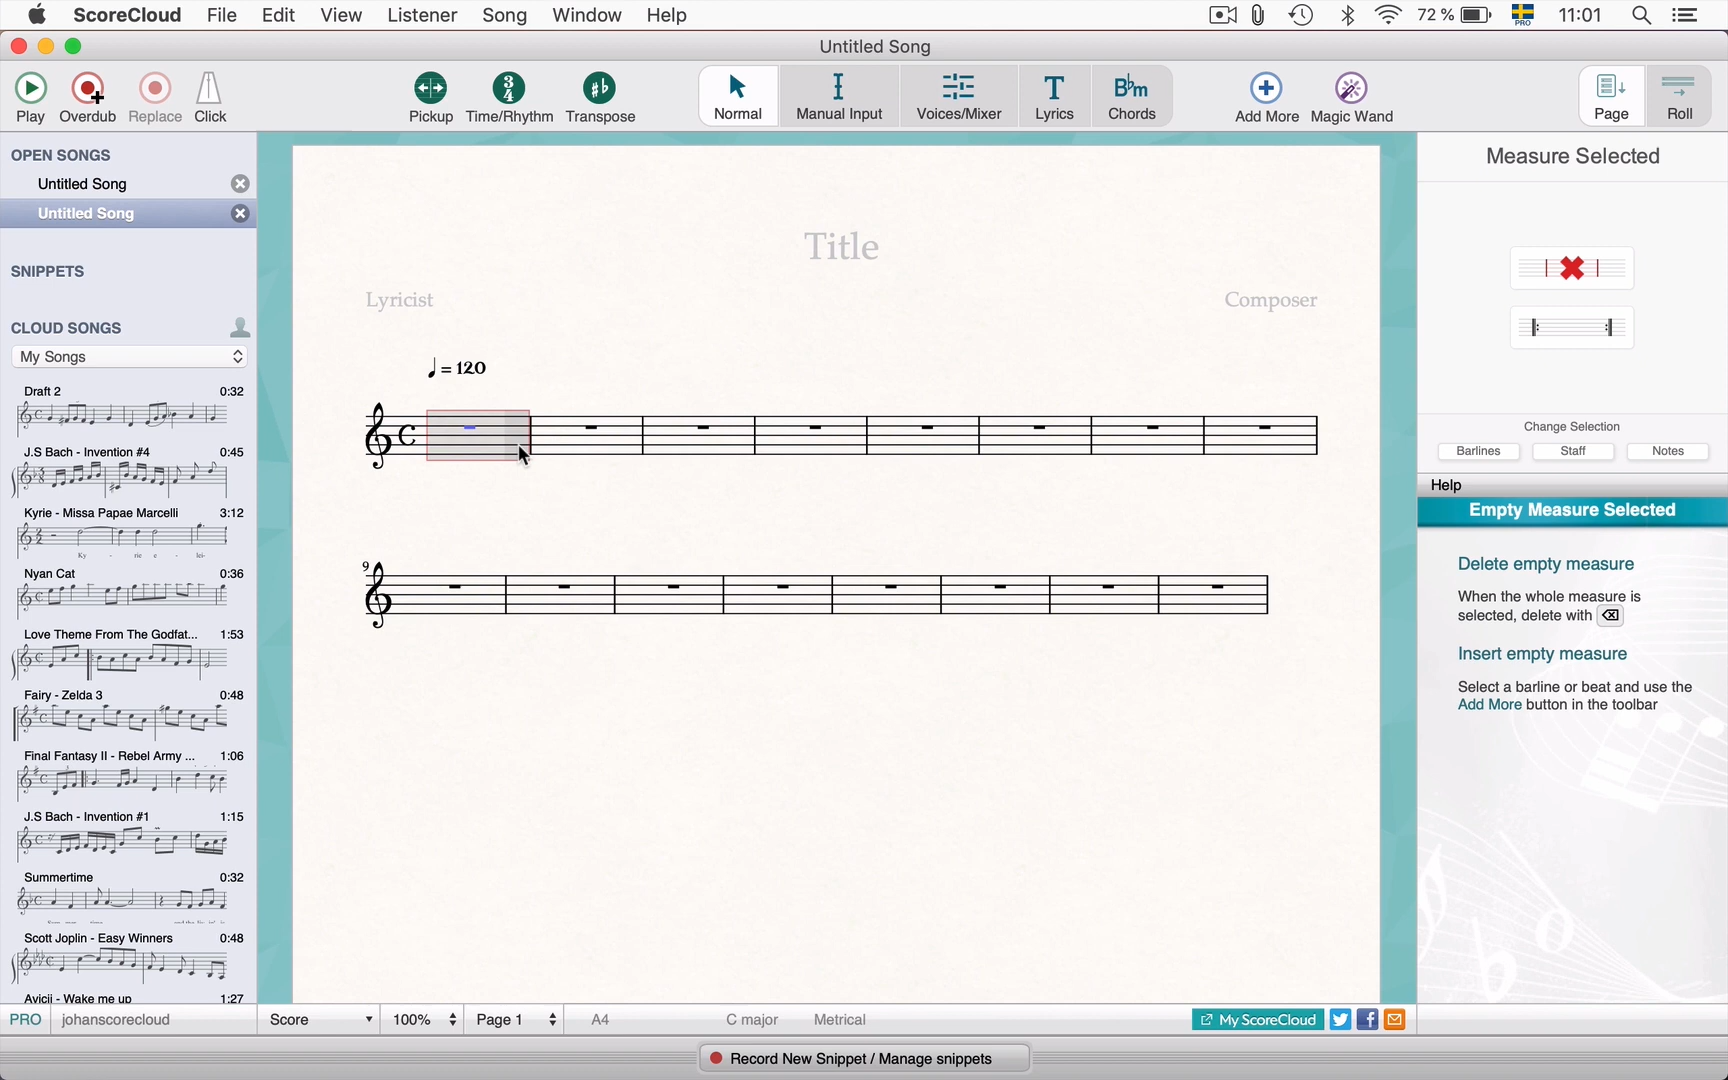 ScoreCloud File Edit View Listener Song Window Help 72 % PRO 11:01
Untitled Song
Play Overdub Replace Click Pickup Time/Rhythm Transpose Normal Manual Input Voices/Mixer Lyrics Chords Add More Magic Wand Page Roll
3
4
T
B♭m
OPEN SONGS
Untitled Song
Untitled Song
SNIPPETS
CLOUD SONGS
My Songs
Draft 2 0:32
J.S Bach - Invention #4 0:45
Kyrie - Missa Papae Marcelli 3:12
Ky - rie e - lei-
Nyan Cat 0:36
Love Theme From The Godfat... 1:53
Fairy - Zelda 3 0:48
Final Fantasy II - Rebel Army ... 1:06
J.S Bach - Invention #1 1:15
Summertime 0:32
Scott Joplin - Easy Winners 0:48
Avicii - Wake me up 1:27
Title
Lyricist Composer
♩ = 120
9
Measure Selected
Change Selection
Barlines Staff Notes
Help
Empty Measure Selected
Delete empty measure
When the whole measure is
selected, delete with
Insert empty measure
Select a barline or beat and use the
Add More button in the toolbar
PRO johanscorecloud Score 100% Page 1 A4 C major Metrical My ScoreCloud
Record New Snippet / Manage snippets